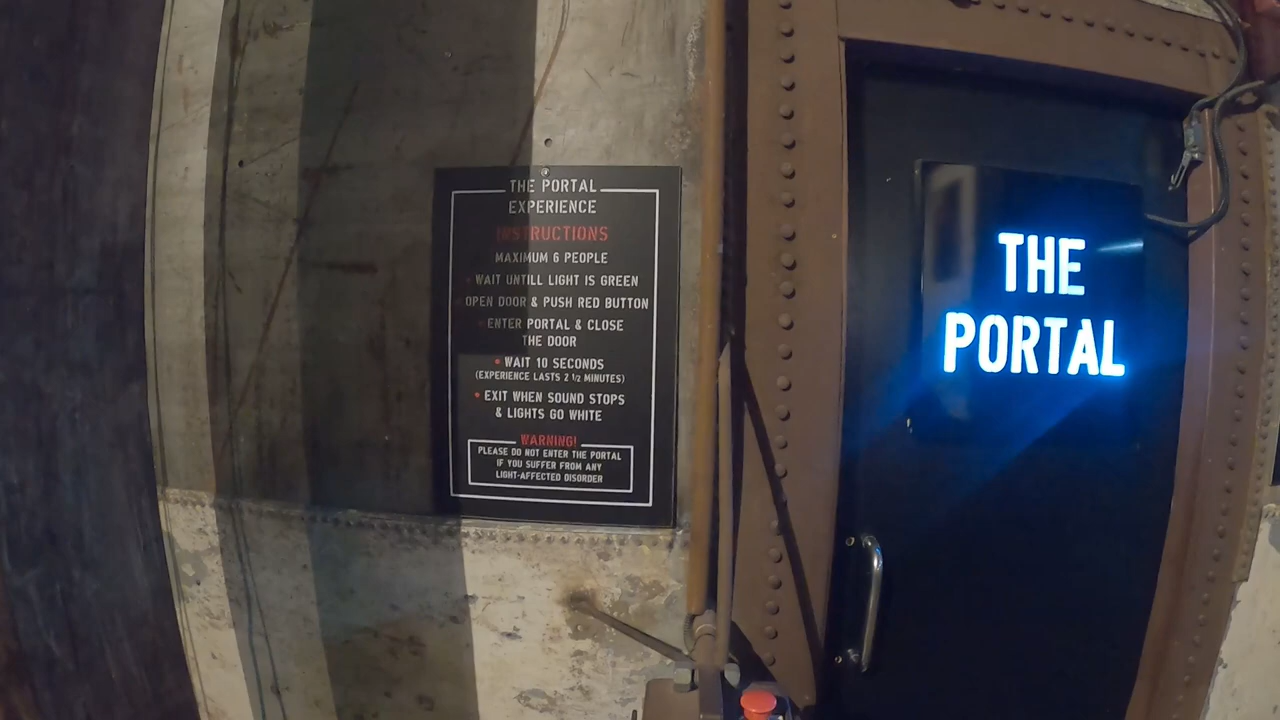 THE PORTAL
EXPERIENCE
INSTRUCTIONS
MAXIMUM 6 PEOPLE
• WAIT UNTILL LIGHT IS GREEN
• OPEN DOOR & PUSH RED BUTTON
• ENTER PORTAL & CLOSE
THE DOOR
• WAIT 10 SECONDS
(EXPERIENCE LASTS 2 1/2 MINUTES)
• EXIT WHEN SOUND STOPS
& LIGHTS GO WHITE
WARNING!
PLEASE DO NOT ENTER THE PORTAL
IF YOU SUFFER FROM ANY
LIGHT-AFFECTED DISORDER
THE
PORTAL